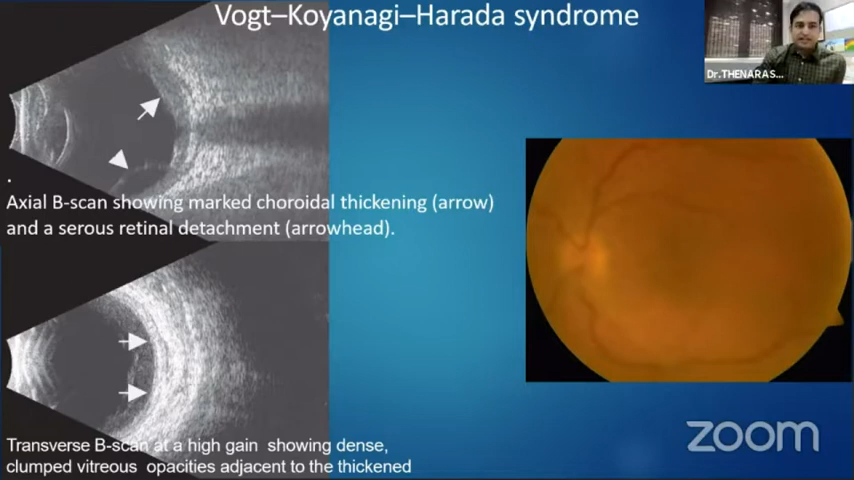 Vogt–Koyanagi–Harada syndrome
Dr.THENARAS...
.
Axial B-scan showing marked choroidal thickening (arrow)
and a serous retinal detachment (arrowhead).
Transverse B-scan at a high gain  showing dense,
clumped vitreous  opacities adjacent to the thickened
zoom